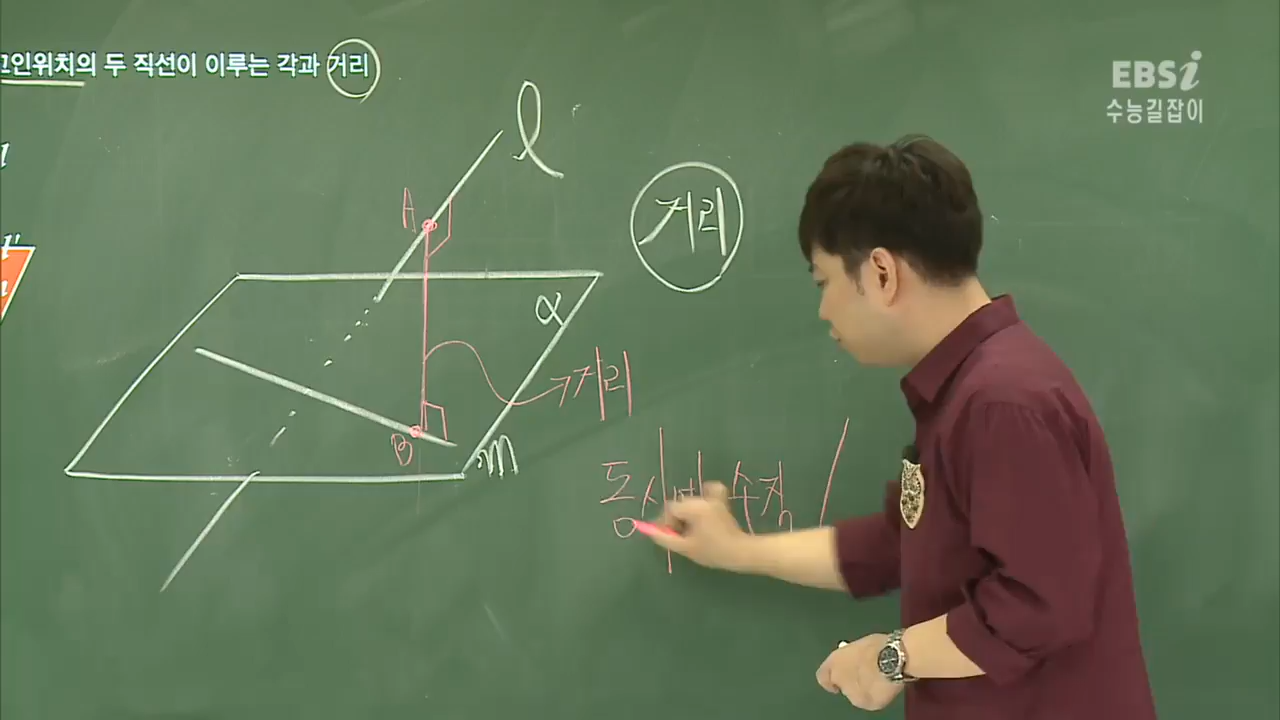 꼬인위치의 두 직선이 이루는 각과 거리
EBSi
수능길잡이
l
거리
A
α
거리
B
m
동시에 수직
l'